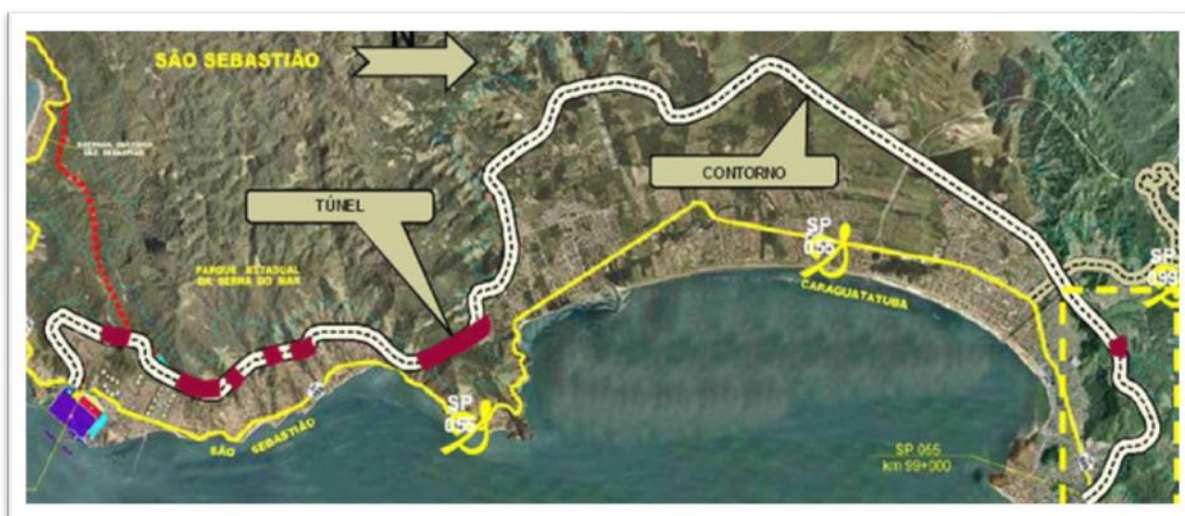 N
SÃO SEBASTIÃO
CONTORNO
TÚNEL
SP
055
PARQUE ESTADUAL
DA SERRA DO MAR
SP
099
CARAGUATATUBA
SP
055
SÃO SEBASTIÃO
SP 055
km 99+000